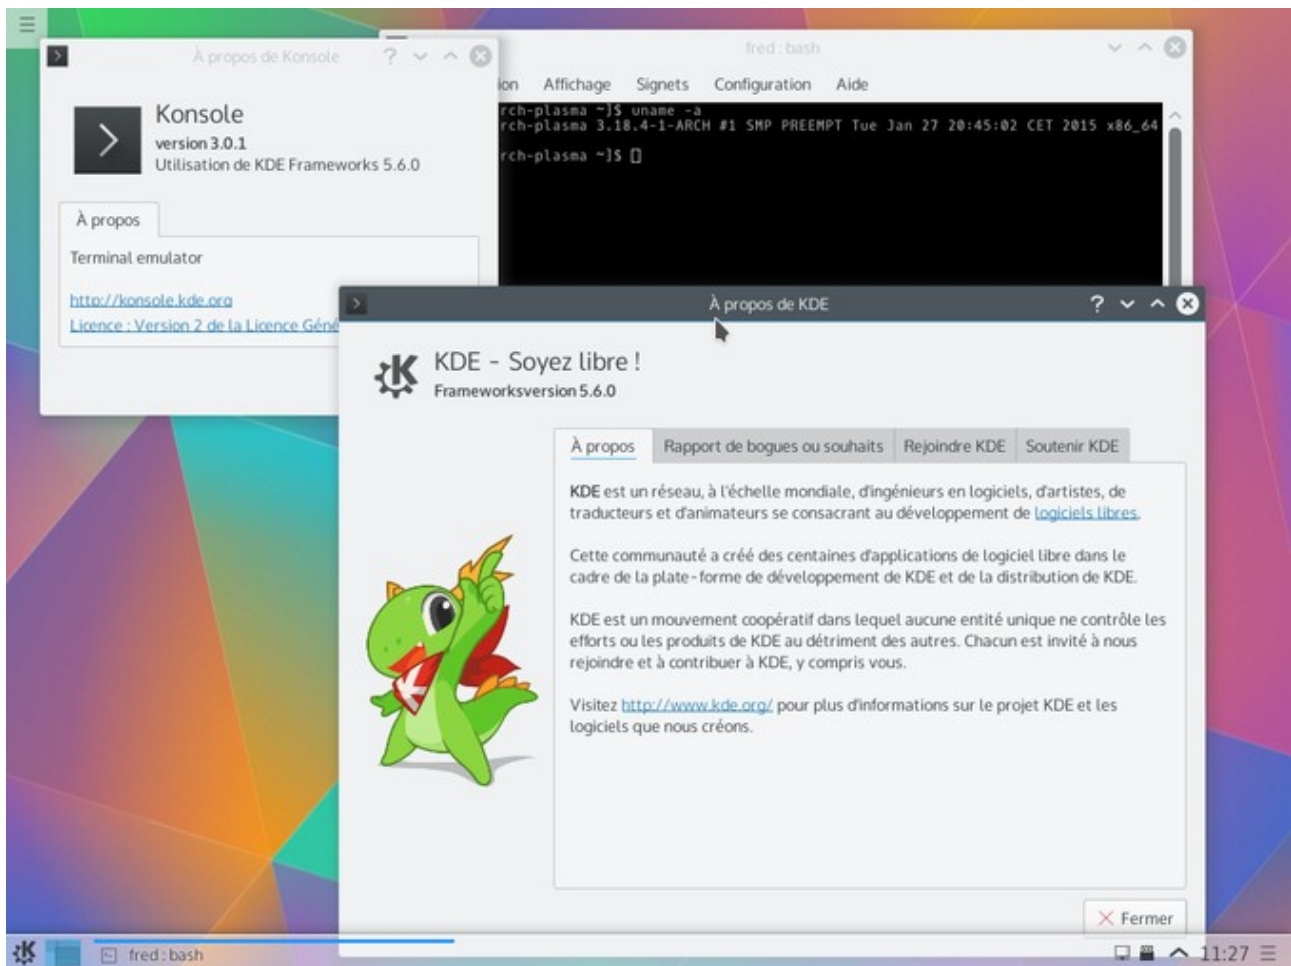 À propos de Konsole
Konsole
version 3.0.1
Utilisation de KDE Frameworks 5.6.0
À propos
Terminal emulator
http://konsole.kde.org
Licence : Version 2 de la Licence Géné
fred : bash
ion Affichage Signets Configuration Aide
rch-plasma ~]$ uname -a
rch-plasma 3.18.4-1-ARCH #1 SMP PREEMPT Tue Jan 27 20:45:02 CET 2015 x86_64
rch-plasma ~]$
À propos de KDE
KDE - Soyez libre !
Frameworksversion 5.6.0
À propos Rapport de bogues ou souhaits Rejoindre KDE Soutenir KDE
KDE est un réseau, à l'échelle mondiale, d'ingénieurs en logiciels, d'artistes, de
traducteurs et d'animateurs se consacrant au développement de logiciels libres.
Cette communauté a créé des centaines d'applications de logiciel libre dans le
cadre de la plate-forme de développement de KDE et de la distribution de KDE.
KDE est un mouvement coopératif dans lequel aucune entité unique ne contrôle les
efforts ou les produits de KDE au détriment des autres. Chacun est invité à nous
rejoindre et à contribuer à KDE, y compris vous.
Visitez http://www.kde.org/ pour plus d'informations sur le projet KDE et les
logiciels que nous créons.
Fermer
fred : bash
11:27